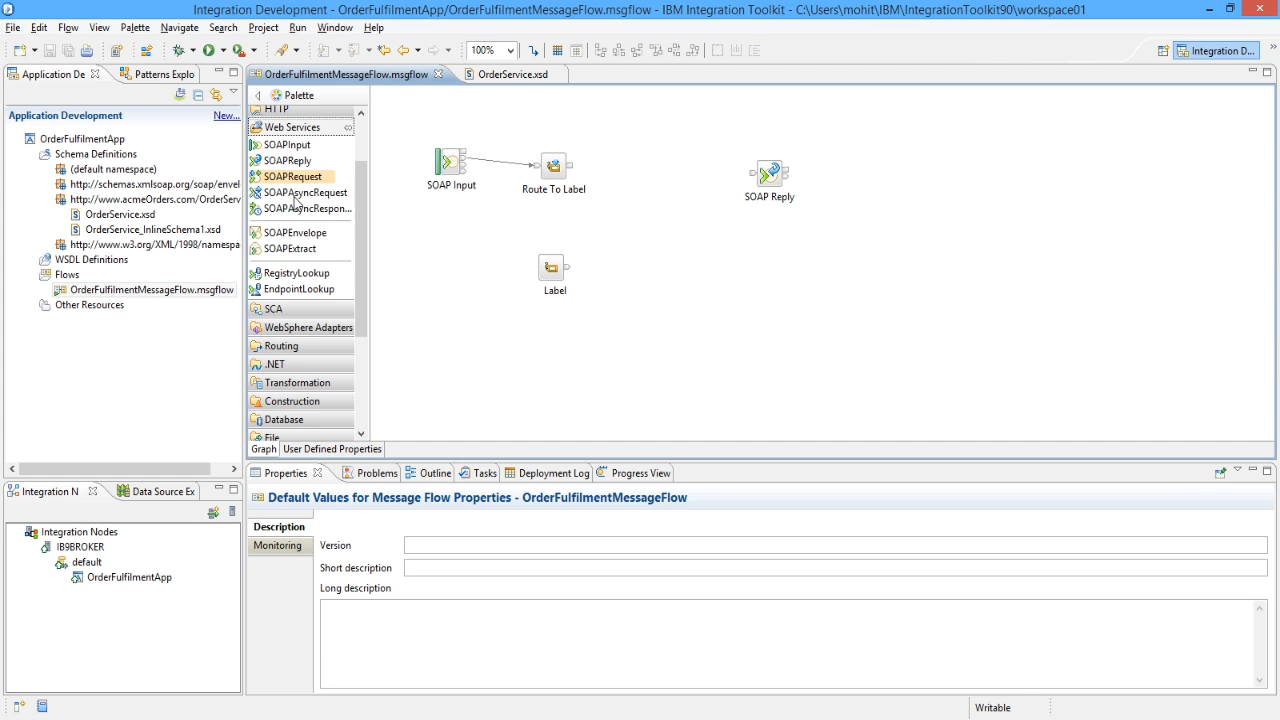 Integration Development - OrderFulfilmentApp/OrderFulfilmentMessageFlow.msgflow - IBM Integration Toolkit - C:\Users\mohit\IBM\IntegrationToolkit90\workspace01
File Edit Flow View Palette Navigate Search Project Run Window Help
100% Integration D...
Application De Patterns Explo
Application Development New...
OrderFulfilmentApp
Schema Definitions
(default namespace)
http://schemas.xmlsoap.org/soap/envel
http://www.acmeOrders.com/OrderServ
OrderService.xsd
OrderService_InlineSchema1.xsd
http://www.w3.org/XML/1998/namespa
WSDL Definitions
Flows
OrderFulfilmentMessageFlow.msgflow
Other Resources
Integration N Data Source Ex
Integration Nodes
IB9BROKER
default
OrderFulfilmentApp
OrderFulfilmentMessageFlow.msgflow OrderService.xsd
Palette
HTTP
Web Services
SOAPInput
SOAPReply
SOAPRequest
SOAPAsyncRequest
SOAPAsyncRespon...
SOAPEnvelope
SOAPExtract
RegistryLookup
EndpointLookup
SCA
WebSphere Adapters
Routing
.NET
Transformation
Construction
Database
File
SOAP Input
Route To Label
SOAP Reply
Label
Graph User Defined Properties
Properties Problems Outline Tasks Deployment Log Progress View
Default Values for Message Flow Properties - OrderFulfilmentMessageFlow
Description
Monitoring
Version
Short description
Long description
Writable